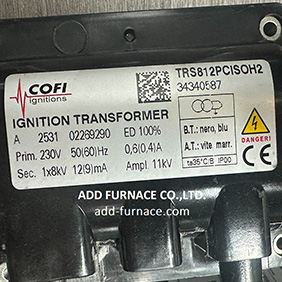 COFI
ignitions
TRS812PCISOH2
34340587
IGNITION TRANSFORMER
A 2531 02269290 ED 100%
Prim. 230V 50(60)Hz 0,6(0,4)A
Sec. 1x8kV 12(9)mA Ampl. 11kV
B.T.: nero, blu
A.T.: vite, marr.
ta35°C/B IP00
CE
ADD FURNACE CO.,LTD.
add-furnace.com